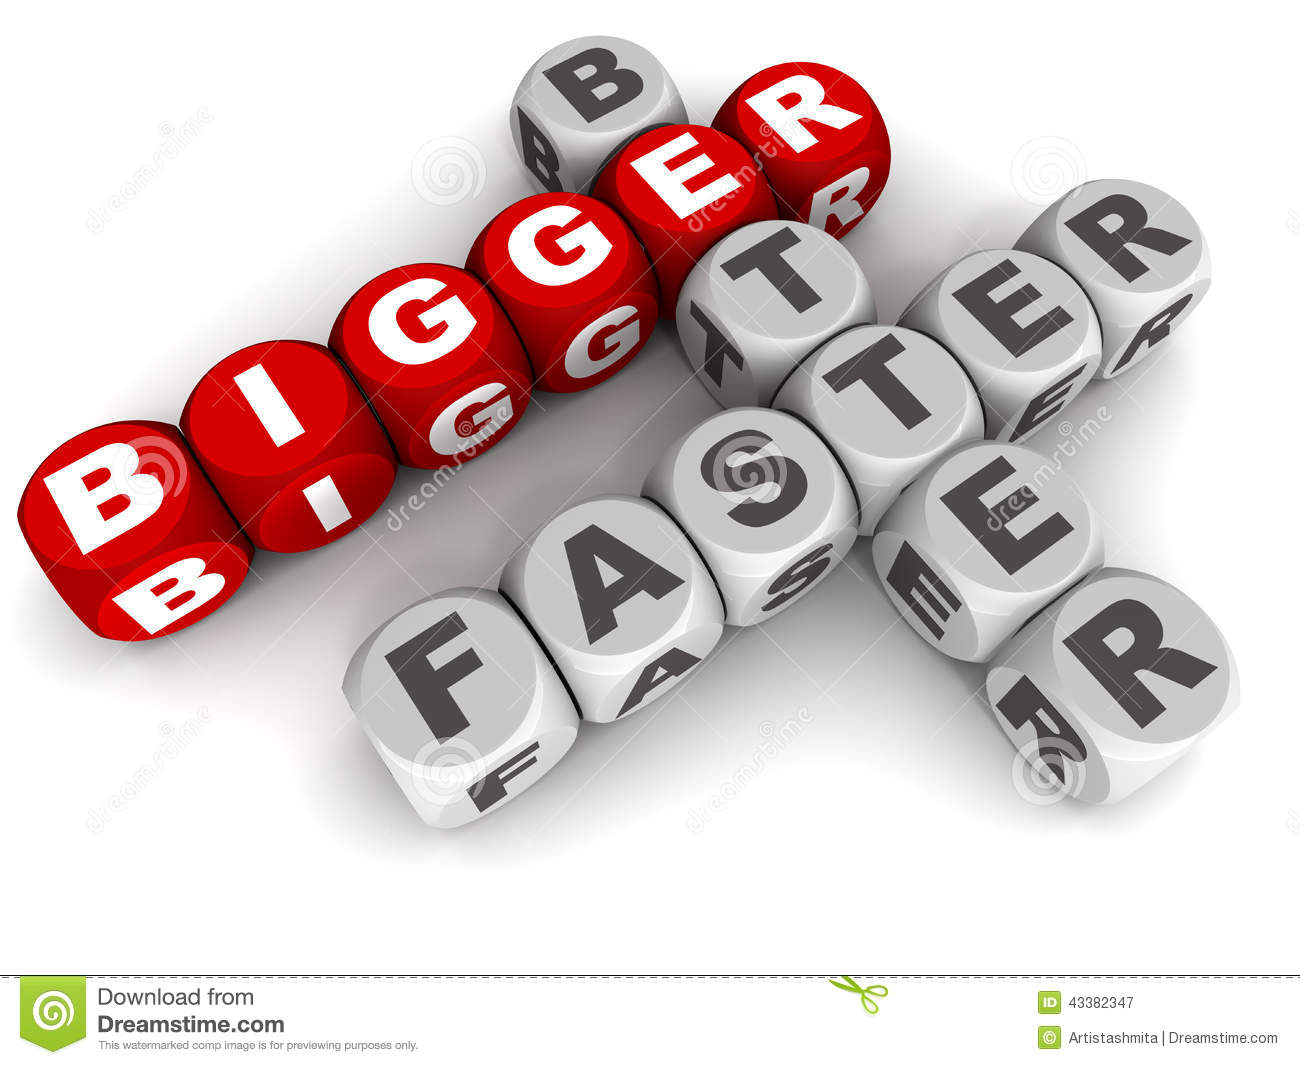 BIGGER
BETTER
FASTER
dreamstime
Download from
Dreamstime.com
This watermarked comp image is for previewing purposes only.
ID 43382347
© Artistashmita | Dreamstime.com